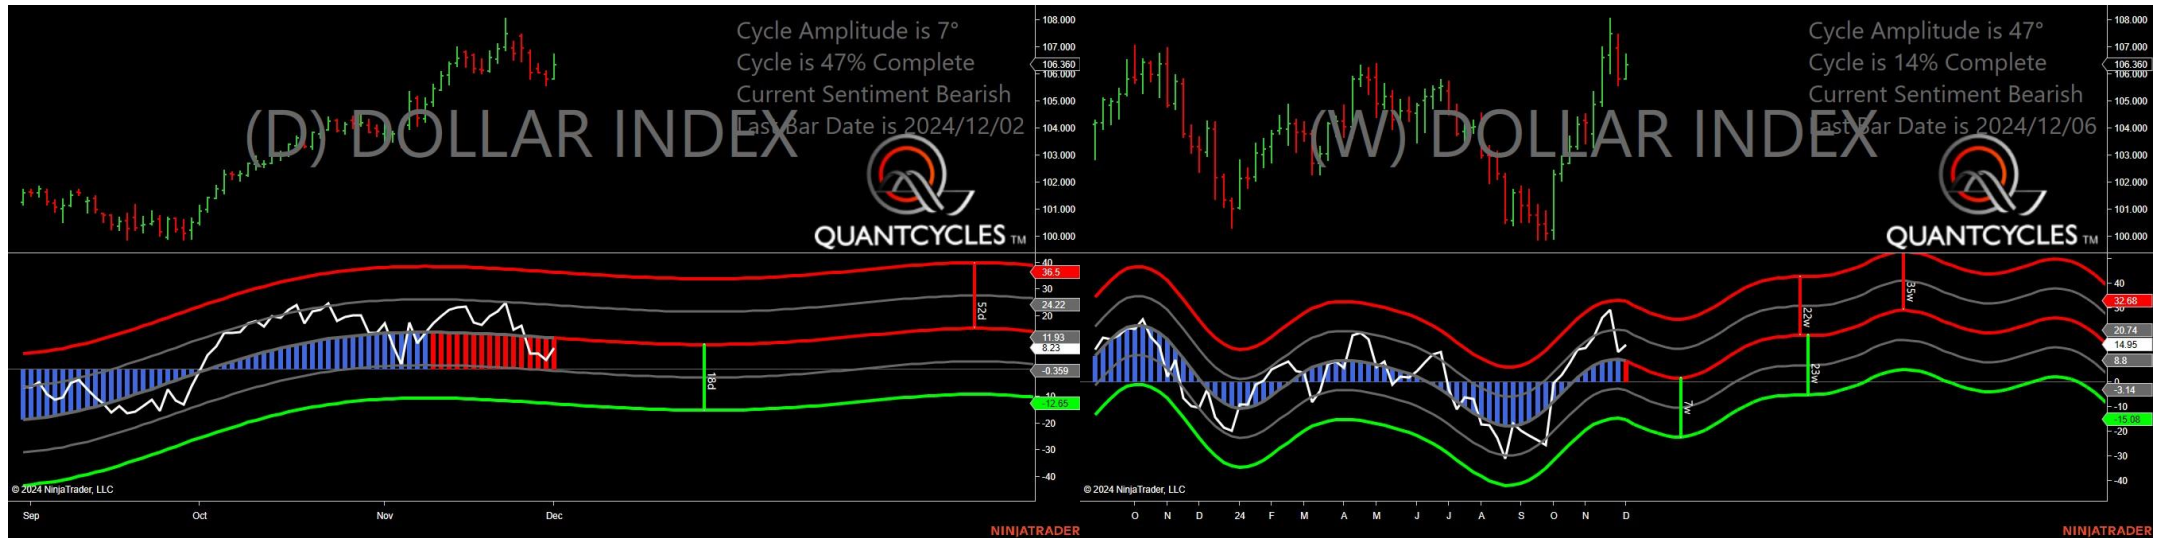 Cycle Amplitude is 7°
Cycle is 47% Complete
Current Sentiment Bearish
Last Bar Date is 2024/12/02
(D) DOLLAR INDEX
QUANTCYCLES TM
108.000
107.000
106.360
106.000
105.000
104.000
103.000
102.000
101.000
100.000
40
36.5
30
24.22
20
11.93
8.23
-0.359
-10
-12.65
-20
-30
-40
52d
18d
© 2024 NinjaTrader, LLC
Sep Oct Nov Dec
NINJATRADER
Cycle Amplitude is 47°
Cycle is 14% Complete
Current Sentiment Bearish
Last Bar Date is 2024/12/06
(W) DOLLAR INDEX
QUANTCYCLES TM
108.000
107.000
106.360
106.000
105.000
104.000
103.000
102.000
101.000
100.000
40
32.68
30
20.74
14.95
8.8
0
-3.14
-10
-15.08
-20
-30
-40
35w
22w
23w
7w
© 2024 NinjaTrader, LLC
O N D 24 F M A M J J A S O N D
NINJATRADER